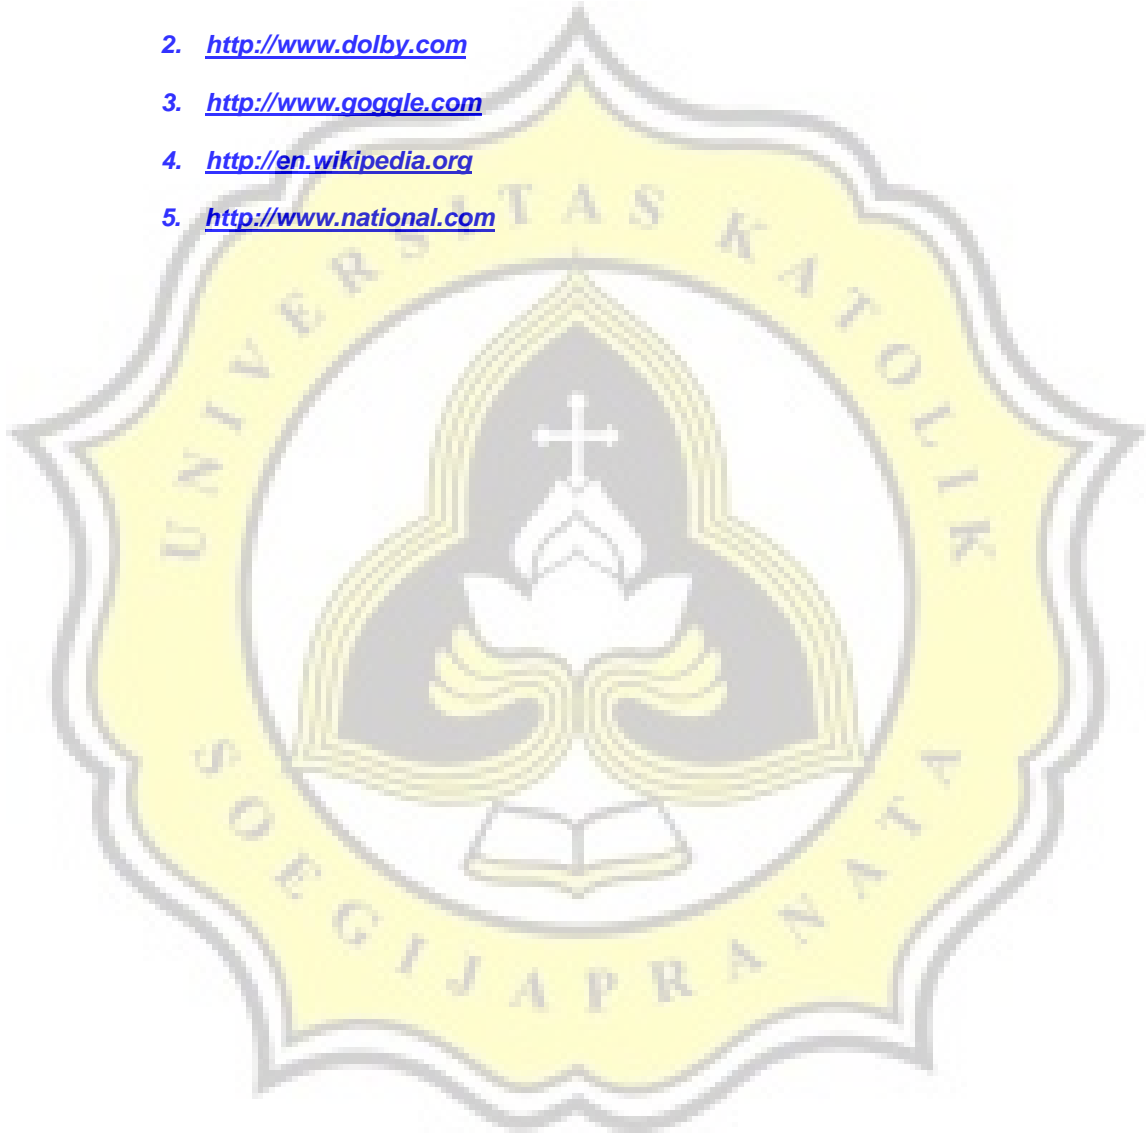 2. http://www.dolby.com
3. http://www.goggle.com
4. http://en.wikipedia.org
5. http://www.national.com
UNIVERSITAS KATOLIK
SOEGIJAPRANATA